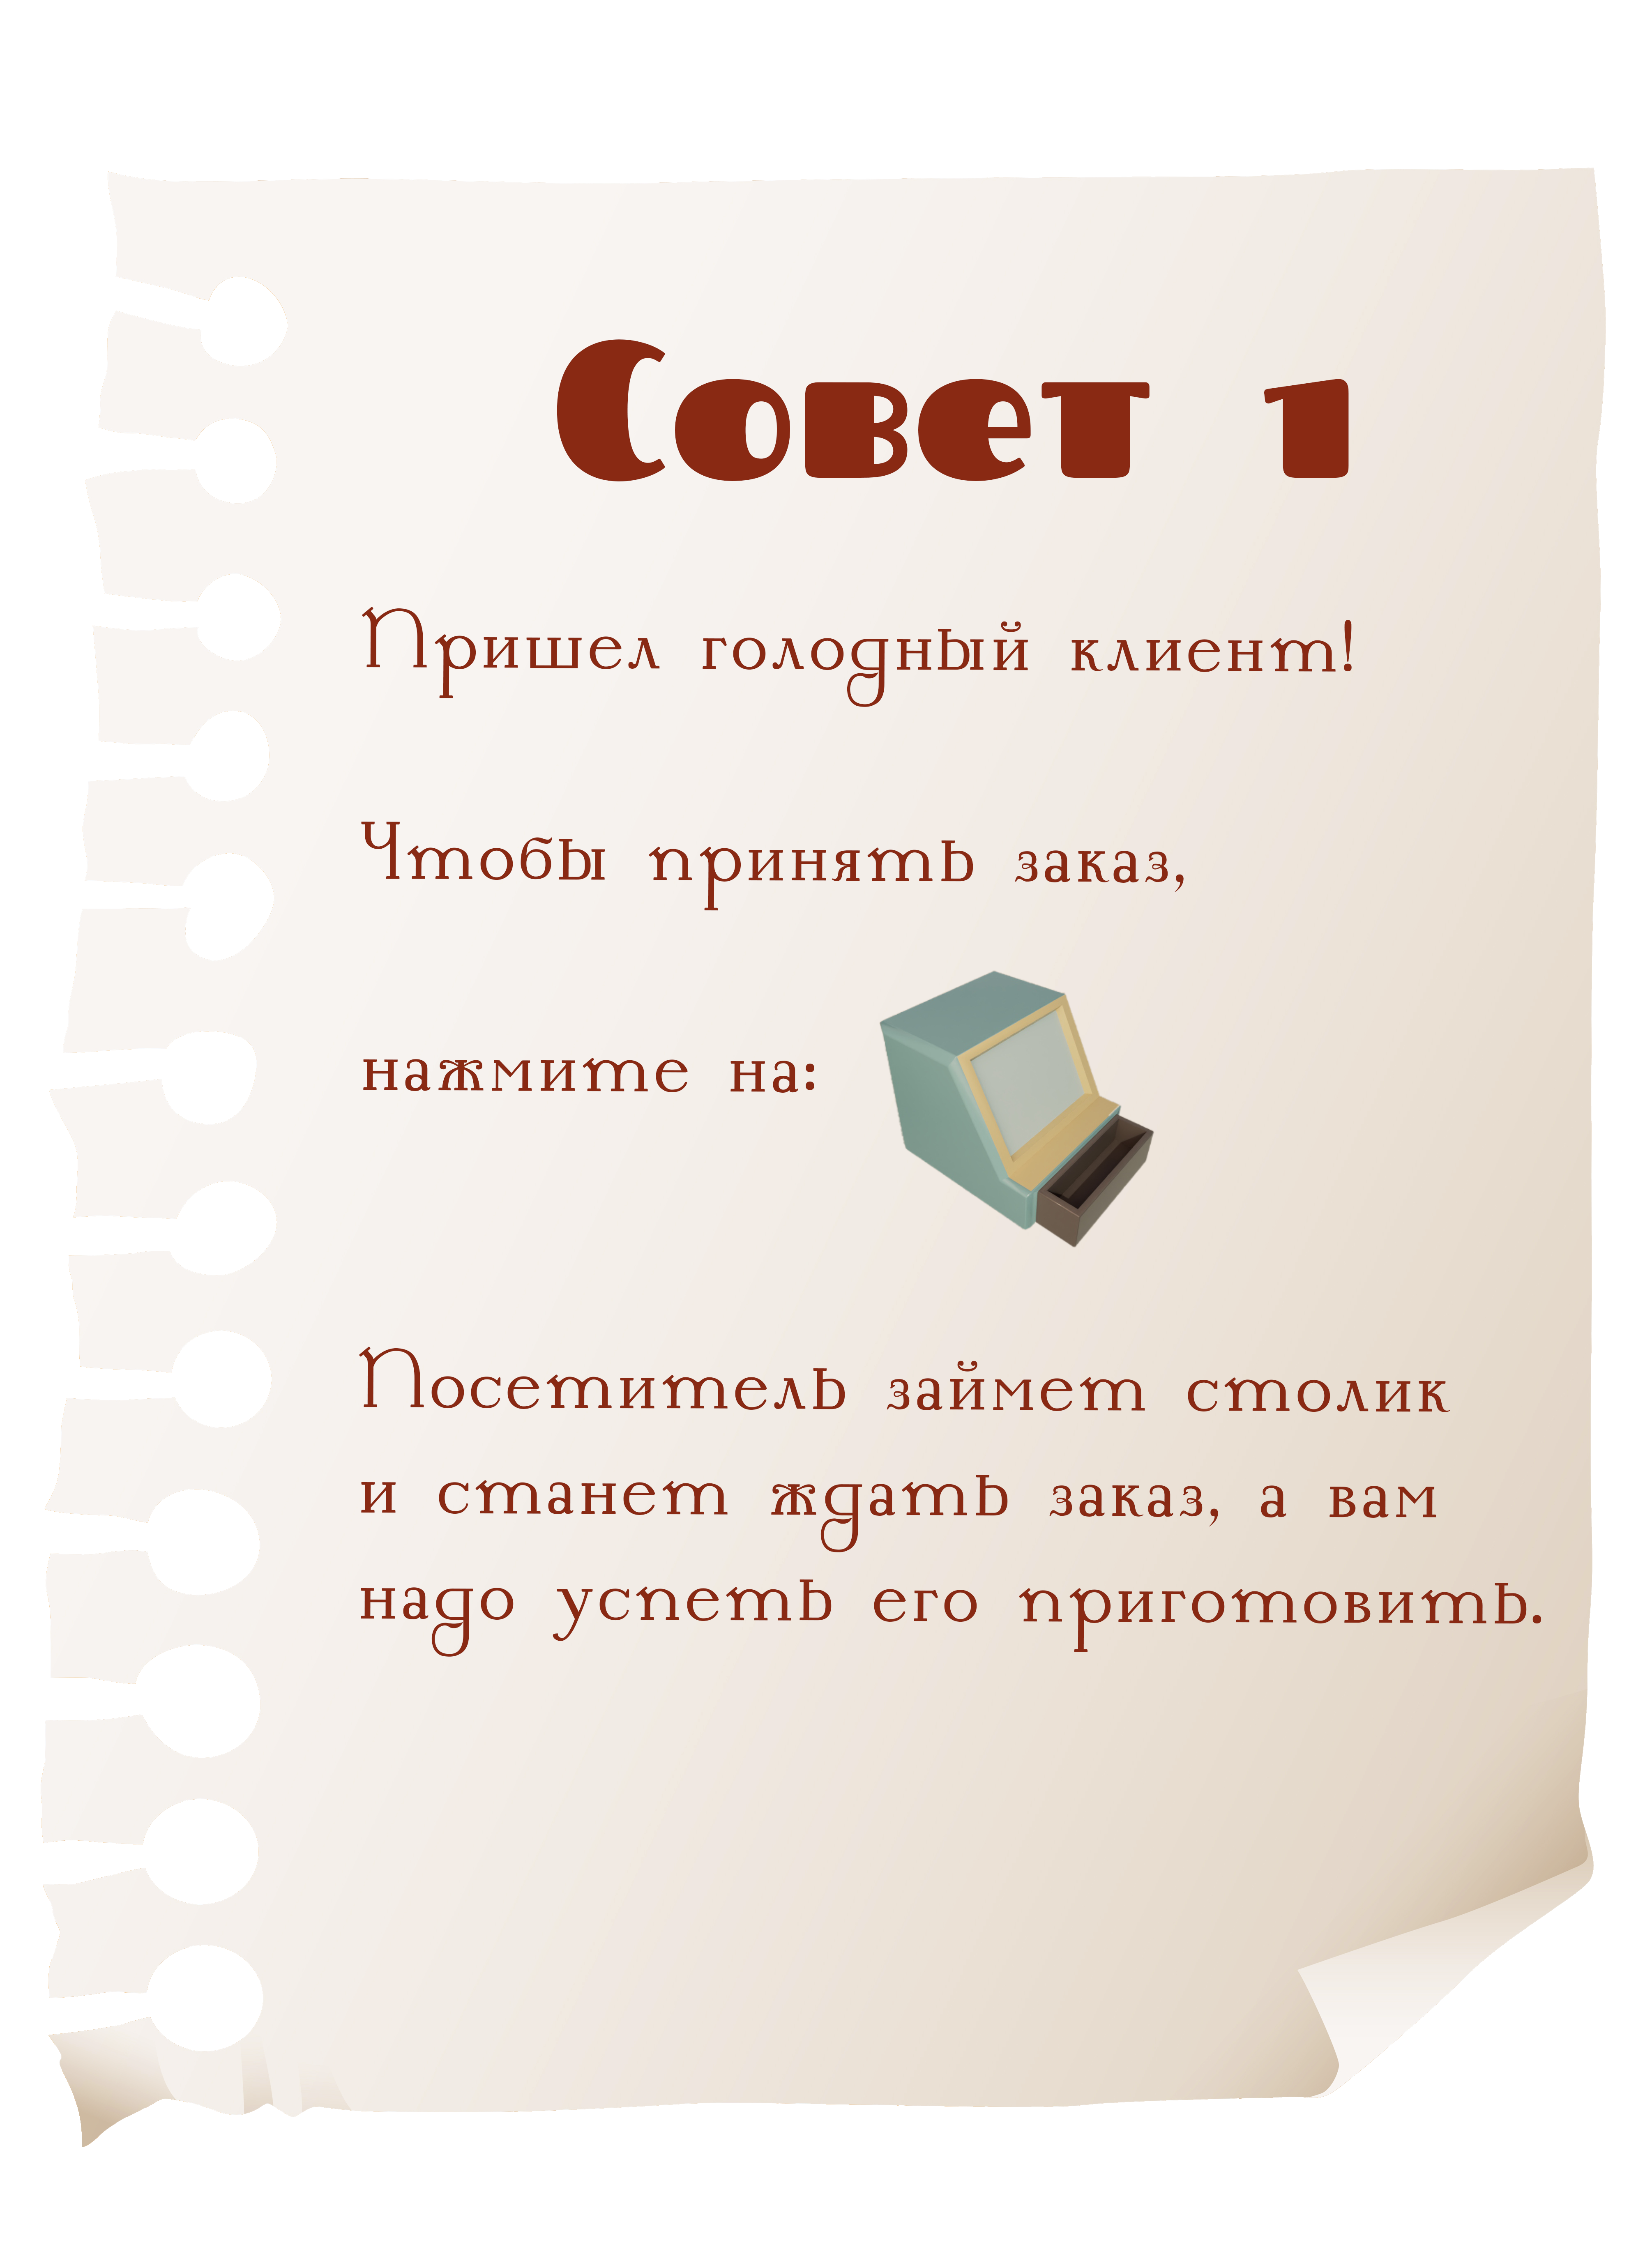 Совет 1
Пришел голодный клиент!
Чтобы принять заказ,
нажмите на:
Посетитель займет столик
и станет ждать заказ, а вам
надо успеть его приготовить.